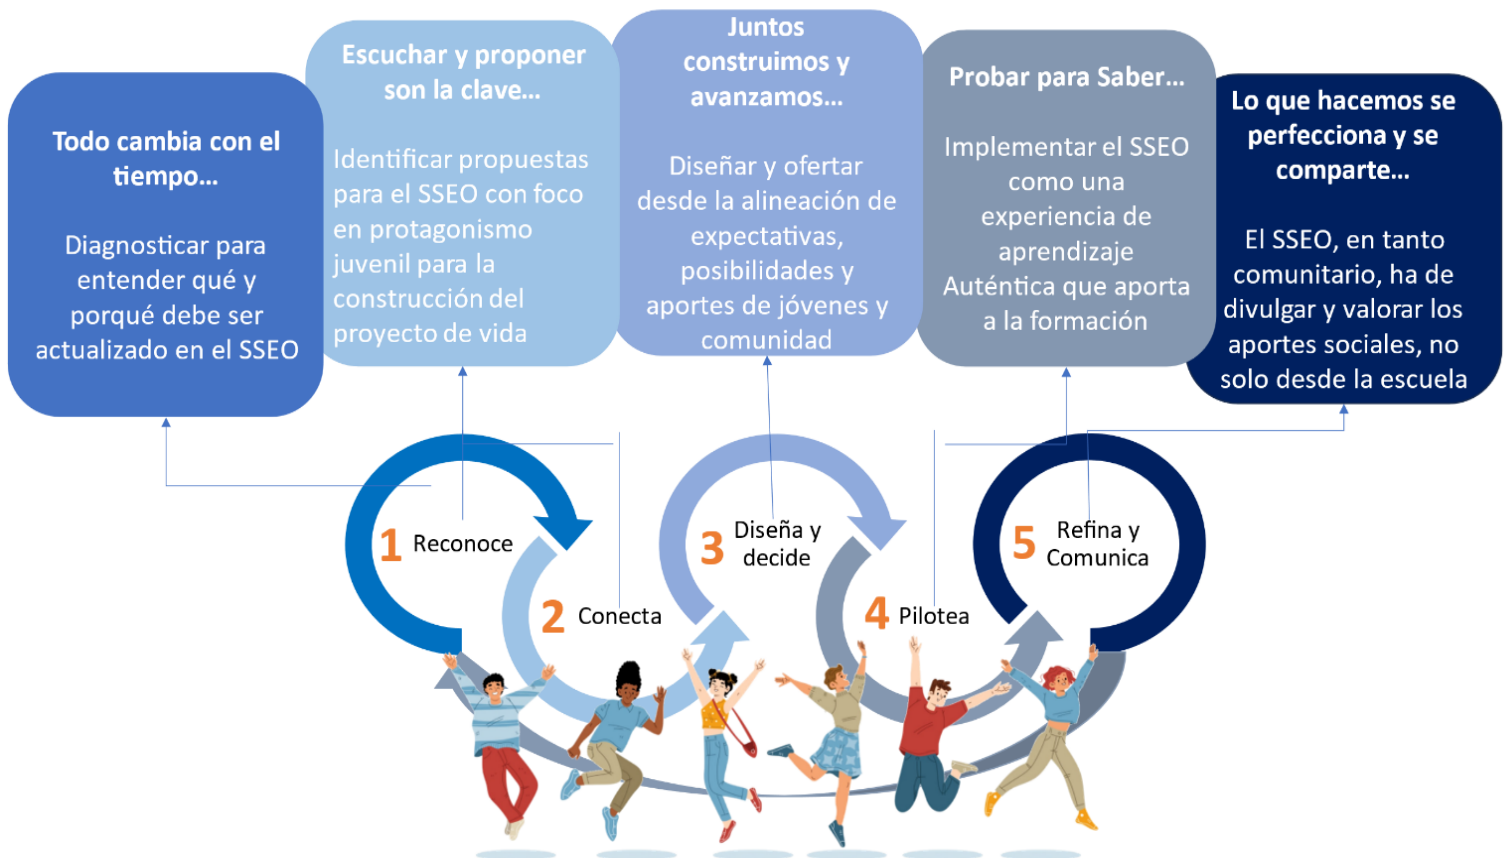 Todo cambia con el
tiempo...
Diagnosticar para
entender qué y
porqué debe ser
actualizado en el SSEO
Escuchar y proponer
son la clave...
Identificar propuestas
para el SSEO con foco
en protagonismo
juvenil para la
construcción del
proyecto de vida
Juntos
construimos y
avanzamos...
Diseñar y ofertar
desde la alineación de
expectativas,
posibilidades y
aportes de jóvenes y
comunidad
Probar para Saber...
Implementar el SSEO
como una
experiencia de
aprendizaje
Auténtica que aporta
a la formación
Lo que hacemos se
perfecciona y se
comparte...
El SSEO, en tanto
comunitario, ha de
divulgar y valorar los
aportes sociales, no
solo desde la escuela
1 Reconoce
2 Conecta
3 Diseña y
decide
4 Pilotea
5 Refina y
Comunica